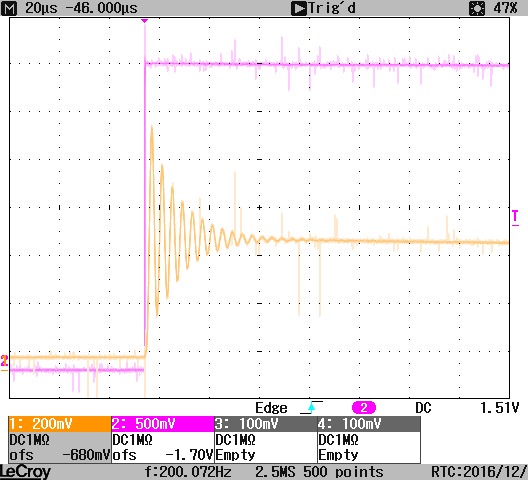 M 20µs -46.000µs Trig'd 47%
T
2
Edge 2 DC 1.51V
1: 200mV 2: 500mV 3: 100mV 4: 100mV
DC1MΩ DC1MΩ DC1MΩ DC1MΩ
ofs -680mV ofs -1.70V Empty Empty
LeCroy f:200.072Hz 2.5MS 500 points RTC:2016/12/